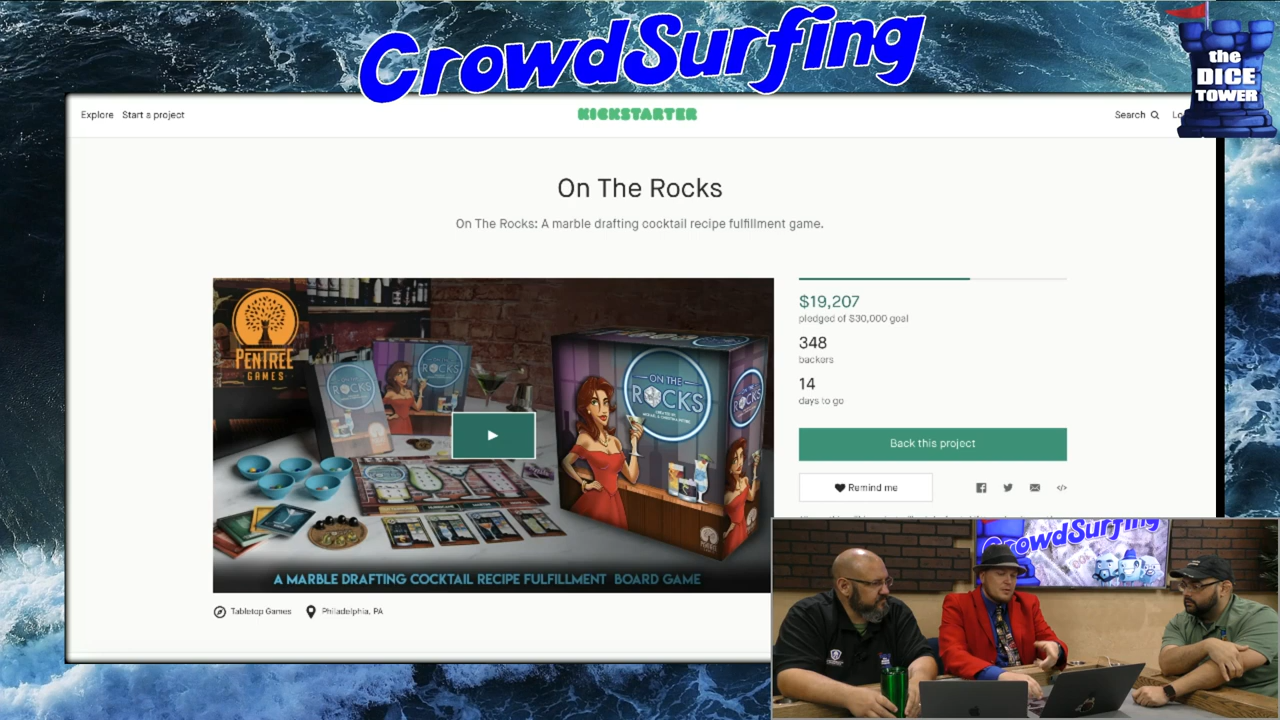 CrowdSurfing
the
DICE
TOWER
Explore Start a project
KICKSTARTER
Search
On The Rocks
On The Rocks: A marble drafting cocktail recipe fulfillment game.
PENTREE
GAMES
ON THE
ROCKS
A MARBLE DRAFTING COCKTAIL RECIPE FULFILLMENT BOARD GAME
$19,207
pledged of $30,000 goal
348
backers
14
days to go
Back this project
Remind me
Tabletop Games Philadelphia, PA
CrowdSurfing